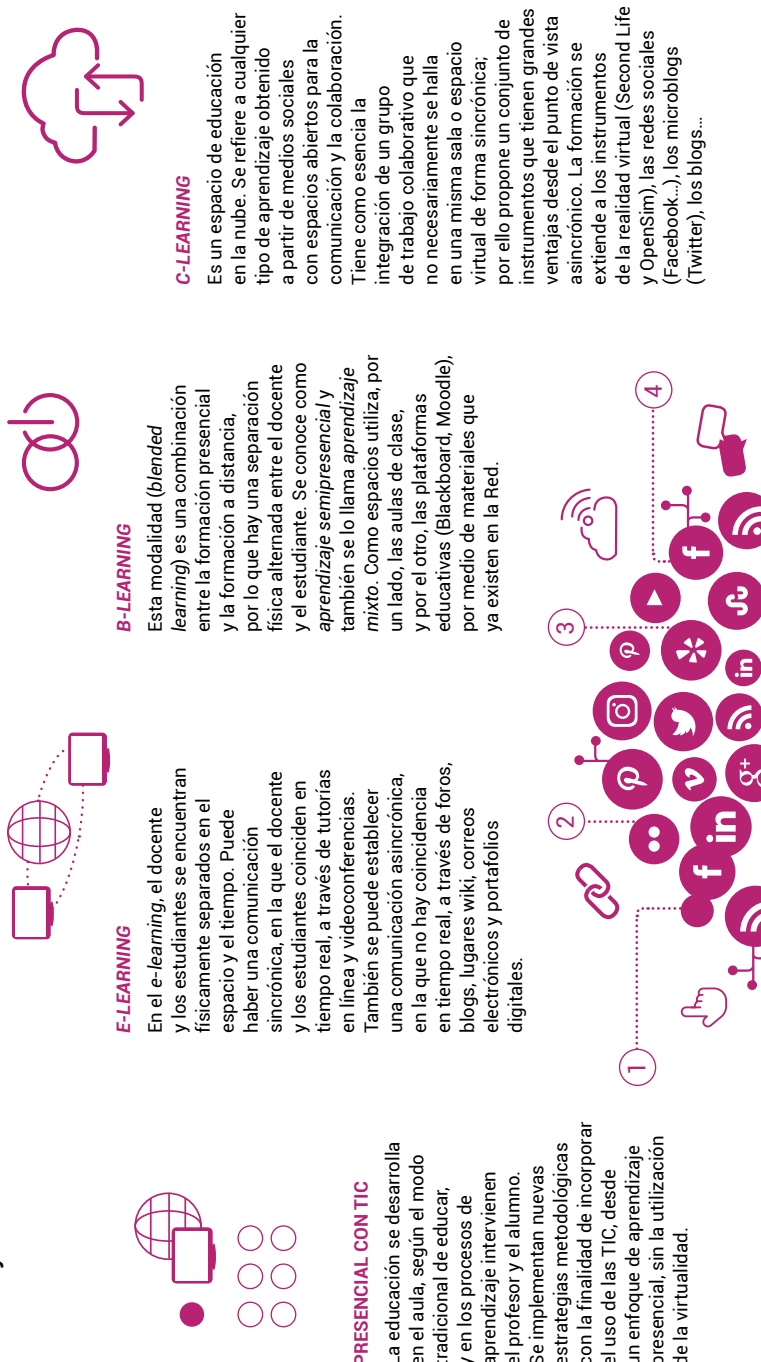 PRESENCIAL CON TIC
La educación se desarrolla
en el aula, según el modo
tradicional de educar,
y en los procesos de
aprendizaje intervienen
el profesor y el alumno.
Se implementan nuevas
estrategias metodológicas
con la finalidad de incorporar
el uso de las TIC, desde
un enfoque de aprendizaje
presencial, sin la utilización
de la virtualidad.
E-LEARNING
En el e-learning, el docente
y los estudiantes se encuentran
físicamente separados en el
espacio y el tiempo. Puede
haber una comunicación
sincrónica, en la que el docente
y los estudiantes coinciden en
tiempo real, a través de tutorías
en línea y videoconferencias.
También se puede establecer
una comunicación asincrónica,
en la que no hay coincidencia
en tiempo real, a través de foros,
blogs, lugares wiki, correos
electrónicos y portafolios
digitales.
B-LEARNING
Esta modalidad (blended
learning) es una combinación
entre la formación presencial
y la formación a distancia,
por lo que hay una separación
física alternada entre el docente
y el estudiante. Se conoce como
aprendizaje semipresencial y
también se lo llama aprendizaje
mixto. Como espacios utiliza, por
un lado, las aulas de clase,
y por el otro, las plataformas
educativas (Blackboard, Moodle),
por medio de materiales que
ya existen en la Red.
C-LEARNING
Es un espacio de educación
en la nube. Se refiere a cualquier
tipo de aprendizaje obtenido
a partir de medios sociales
con espacios abiertos para la
comunicación y la colaboración.
Tiene como esencia la
integración de un grupo
de trabajo colaborativo que
no necesariamente se halla
en una misma sala o espacio
virtual de forma sincrónica;
por ello propone un conjunto de
instrumentos que tienen grandes
ventajas desde el punto de vista
asincrónico. La formación se
extiende a los instrumentos
de la realidad virtual (Second Life
y OpenSim), las redes sociales
(Facebook...), los microblogs
(Twitter), los blogs...
1
2
3
4
f
in
g+
in
f